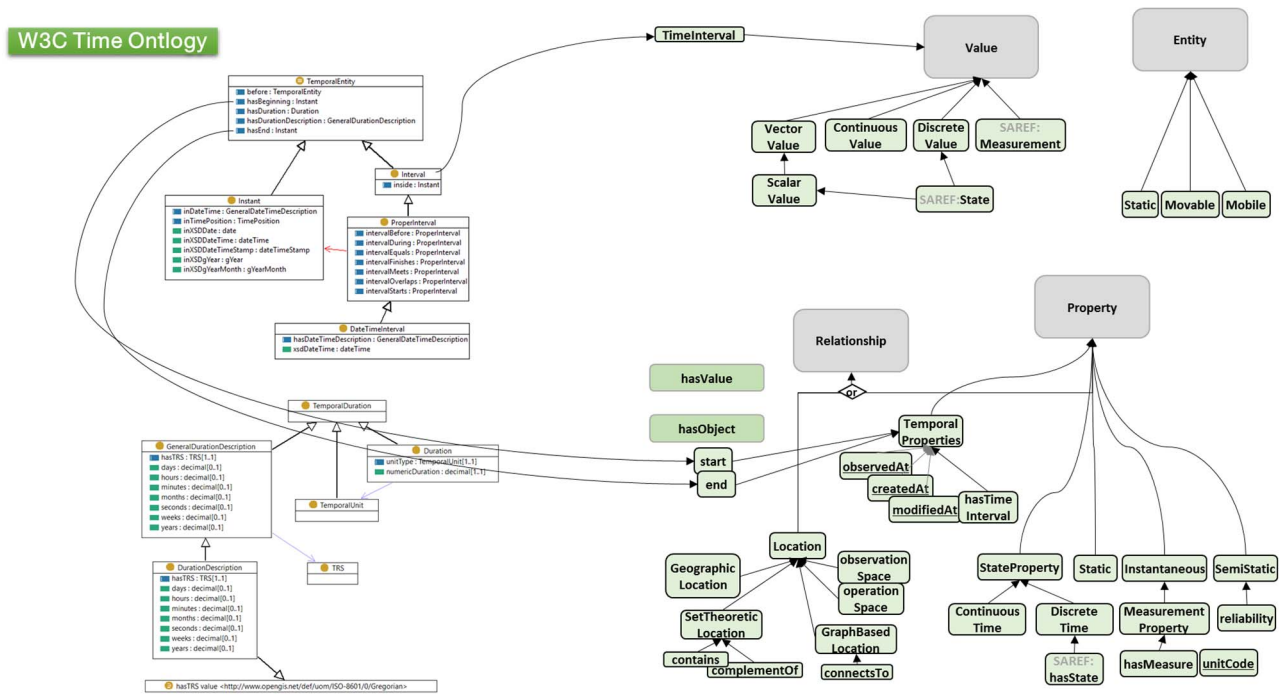 W3C Time Ontlogy
TemporalEntity
before : TemporalEntity
hasBeginning : Instant
hasDuration : Duration
hasDurationDescription : GeneralDurationDescription
hasEnd : Instant
Interval
inside : Instant
Instant
inDateTime : GeneralDateTimeDescription
inTimePosition : TimePosition
inXSDDate : date
inXSDDateTime : dateTime
inXSDDateTimeStamp : dateTimeStamp
inXSDgYear : gYear
inXSDgYearMonth : gYearMonth
ProperInterval
intervalBefore : ProperInterval
intervalDuring : ProperInterval
intervalEquals : ProperInterval
intervalFinishes : ProperInterval
intervalMeets : ProperInterval
intervalOverlaps : ProperInterval
intervalStarts : ProperInterval
DateTimeInterval
hasDateTimeDescription : GeneralDateTimeDescription
xsdDateTime : dateTime
TemporalDuration
GeneralDurationDescription
hasTRS : TRS[1..1]
days : decimal[0..1]
hours : decimal[0..1]
minutes : decimal[0..1]
months : decimal[0..1]
seconds : decimal[0..1]
weeks : decimal[0..1]
years : decimal[0..1]
Duration
unitType : TemporalUnit[1..1]
numericDuration : decimal[1..1]
TemporalUnit
TRS
DurationDescription
hasTRS : TRS[1..1]
days : decimal[0..1]
hours : decimal[0..1]
minutes : decimal[0..1]
months : decimal[0..1]
seconds : decimal[0..1]
weeks : decimal[0..1]
years : decimal[0..1]
hasTRS value <http://www.opengis.net/def/uom/ISO-8601/0/Gregorian>
TimeInterval
Value
Vector
Value
Continuous
Value
Discrete
Value
SAREF:
Measurement
Scalar
Value
SAREF:State
Entity
Static
Movable
Mobile
Property
Relationship
or
hasValue
hasObject
start
end
Temporal
Properties
observedAt
createdAt
modifiedAt
hasTime
Interval
Location
Geographic
Location
observation
Space
operation
Space
SetTheoretic
Location
contains
complementOf
GraphBased
Location
connectsTo
StateProperty
Static
Instantaneous
SemiStatic
Continuous
Time
Discrete
Time
SAREF:
hasState
Measurement
Property
hasMeasure
unitCode
reliability